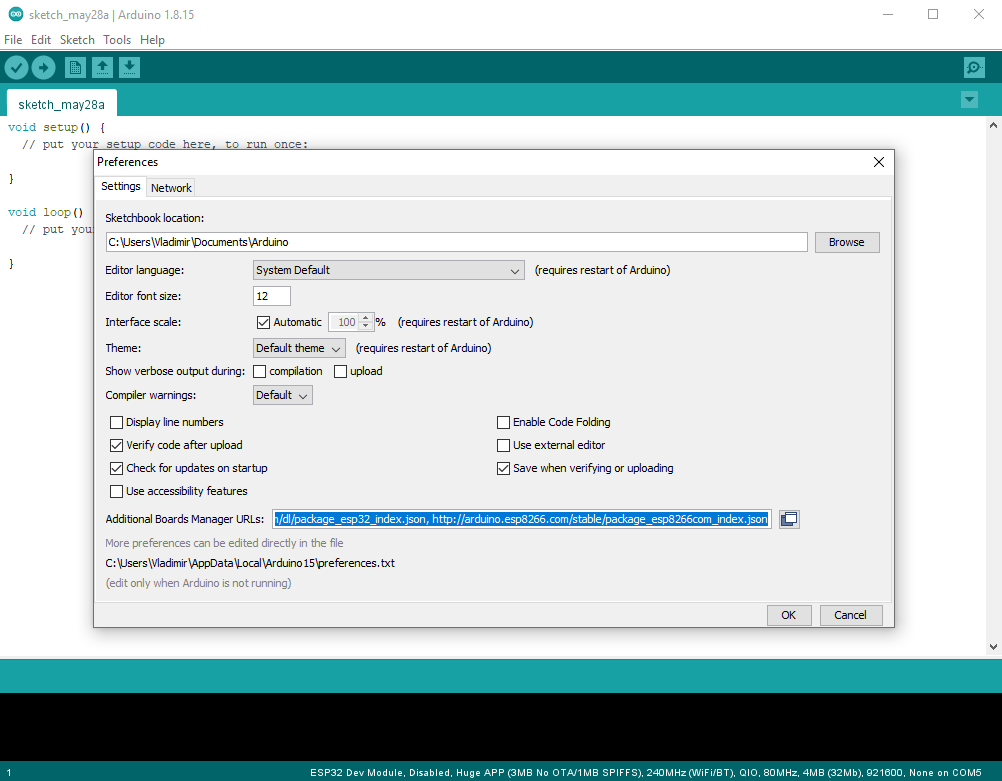 sketch_may28a | Arduino 1.8.15
File Edit Sketch Tools Help
sketch_may28a
void setup() {
// put your setup code here, to run once:
}
void loop()
// put you
}
Preferences
Settings Network
Sketchbook location:
C:\Users\Vladimir\Documents\Arduino Browse
Editor language: System Default (requires restart of Arduino)
Editor font size: 12
Interface scale: Automatic 100 % (requires restart of Arduino)
Theme: Default theme (requires restart of Arduino)
Show verbose output during: compilation upload
Compiler warnings: Default
Display line numbers Enable Code Folding
Verify code after upload Use external editor
Check for updates on startup Save when verifying or uploading
Use accessibility features
Additional Boards Manager URLs: n/dl/package_esp32_index.json, http://arduino.esp8266.com/stable/package_esp8266com_index.json
More preferences can be edited directly in the file
C:\Users\Vladimir\AppData\Local\Arduino15\preferences.txt
(edit only when Arduino is not running)
OK Cancel
1 ESP32 Dev Module, Disabled, Huge APP (3MB No OTA/1MB SPIFFS), 240MHz (WiFi/BT), QIO, 80MHz, 4MB (32Mb), 921600, None on COM5